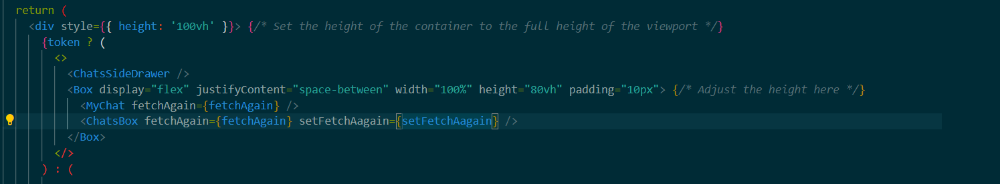 return (
<div style={{ height: '100vh' }}> {/* Set the height of the container to the full height of the viewport */}
{token ? (
<>
<ChatsSideDrawer />
<Box display="flex" justifyContent="space-between" width="100%" height="80vh" padding="10px"> {/* Adjust the height here */}
<MyChat fetchAgain={fetchAgain} />
<ChatsBox fetchAgain={fetchAgain} setFetchAagain={setFetchAagain} />
</Box>
</>
) : (